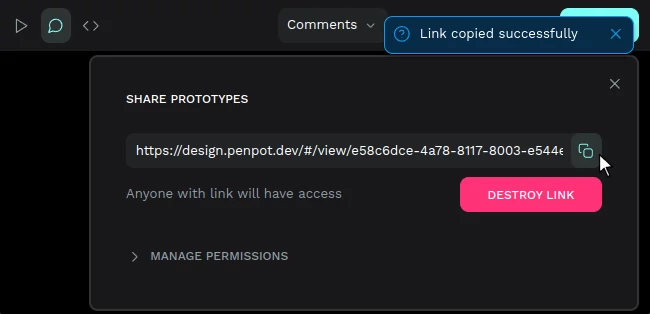 Comments
Link copied successfully
SHARE PROTOTYPES
https://design.penpot.dev/#/view/e58c6dce-4a78-8117-8003-e544e
Anyone with link will have access
DESTROY LINK
MANAGE PERMISSIONS